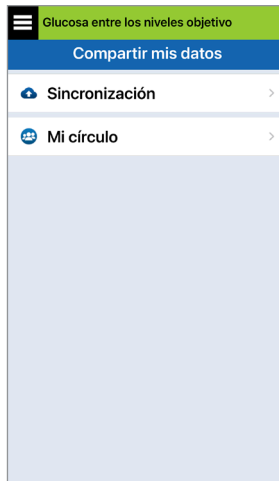 Glucosa entre los niveles objetivo
Compartir mis datos
Sincronización
Mi círculo